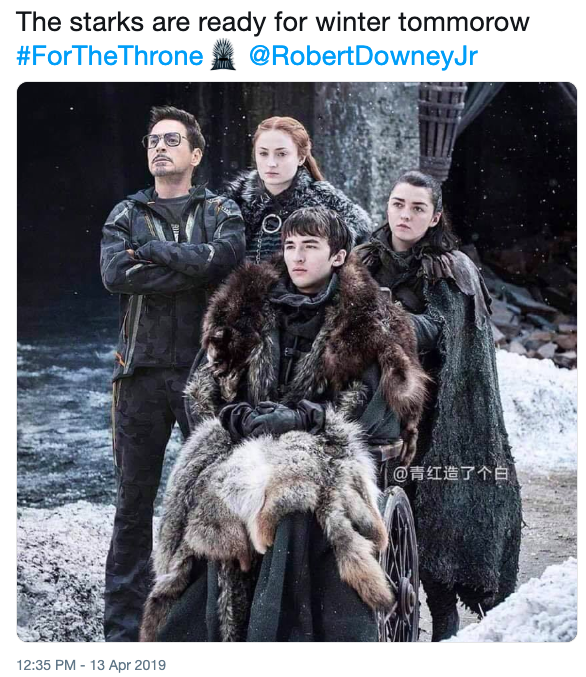 The starks are ready for winter tommorow
#ForTheThrone @RobertDowneyJr
@青红造了个白
12:35 PM - 13 Apr 2019